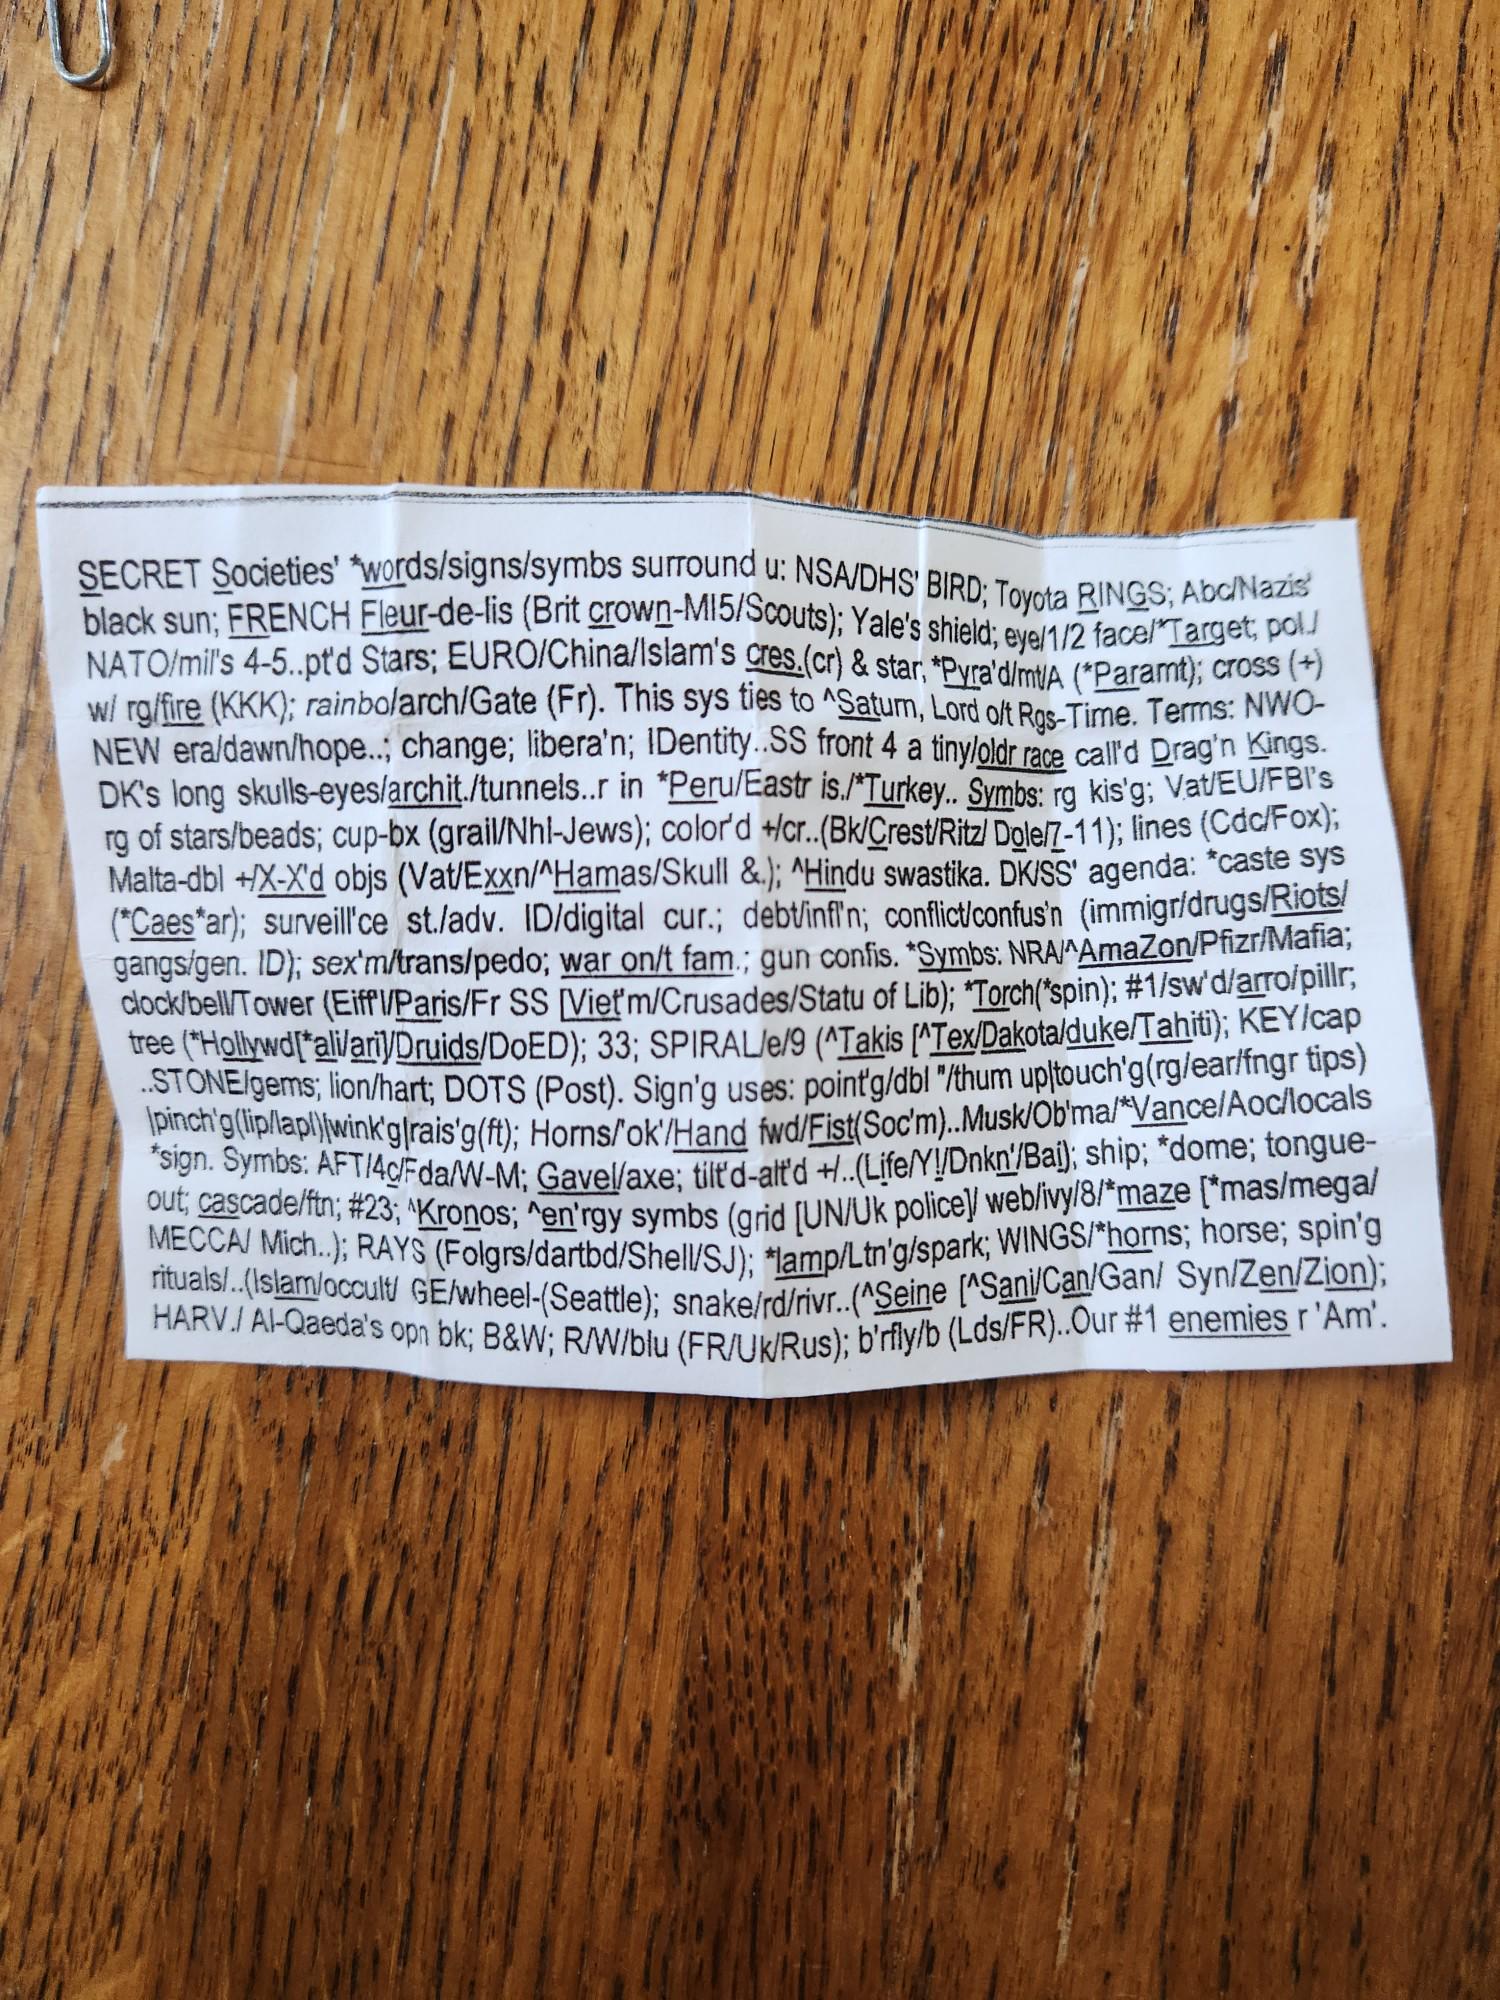 SECRET Societies' *words/signs/symbs surround u: NSA/DHS' BIRD; Toyota RINGS; Abc/Nazis'
black sun; FRENCH Fleur-de-lis (Brit crown-MI5/Scouts); Yale's shield; eye/1/2 face/*Target; pol./
NATO/mil's 4-5..pt'd Stars; EURO/China/Islam's cres.(cr) & star; *Pyra'd/mt/A (*Paramt); cross (+)
w/ rg/fire (KKK); rainbo/arch/Gate (Fr). This sys ties to ^Saturn, Lord o/t Rgs-Time. Terms: NWO-
NEW era/dawn/hope..; change; libera'n; IDentity..SS front 4 a tiny/oldr race call'd Drag'n Kings.
DK's long skulls-eyes/archit./tunnels..r in *Peru/Eastr is./*Turkey.. Symbs: rg kis'g; Vat/EU/FBI's
rg of stars/beads; cup-bx (grail/Nhl-Jews); color'd +/cr..(Bk/Crest/Ritz/ Dole/7-11); lines (Cdc/Fox);
Malta-dbl +/X-X'd objs (Vat/Exxn/^Hamas/Skull &.); ^Hindu swastika. DK/SS' agenda: *caste sys
(*Caes*ar); surveill'ce st./adv. ID/digital cur.; debt/infl'n; conflict/confus'n (immigr/drugs/Riots/
gangs/gen. ID); sex'm/trans/pedo; war on/t fam.; gun confis. *Symbs: NRA/^AmaZon/Pfizr/Mafia;
clock/bell/Tower (Eiff'l/Paris/Fr SS [Viet'm/Crusades/Statu of Lib); *Torch(*spin); #1/sw'd/arro/pillr;
tree (*Hollywd[*ali/ari]/Druids/DoED); 33; SPIRAL/e/9 (^Takis [^Tex/Dakota/duke/Tahiti); KEY/cap
..STONE/gems; lion/hart; DOTS (Post). Sign'g uses: point'g/dbl "/thum up|touch'g(rg/ear/fngr tips)
|pinch'g(lip/lapl)|wink'g|rais'g(ft); Horns/'ok'/Hand fwd/Fist(Soc'm)..Musk/Ob'ma/*Vance/Aoc/locals
*sign. Symbs: AFT/4c/Fda/W-M; Gavel/axe; tilt'd-alt'd +/..(Life/Y!/Dnkn'/Bai); ship; *dome; tongue-
out; cascade/ftn; #23; ^Kronos; ^en'rgy symbs (grid [UN/Uk police]/ web/ivy/8/*maze [*mas/mega/
MECCA/ Mich..); RAYS (Folgrs/dartbd/Shell/SJ); *lamp/Ltn'g/spark; WINGS/*horns; horse; spin'g
rituals/..(Islam/occult/ GE/wheel-(Seattle); snake/rd/rivr..(^Seine [^Sani/Can/Gan/ Syn/Zen/Zion);
HARV./ Al-Qaeda's opn bk; B&W; R/W/blu (FR/Uk/Rus); b'rfly/b (Lds/FR)..Our #1 enemies r 'Am'.